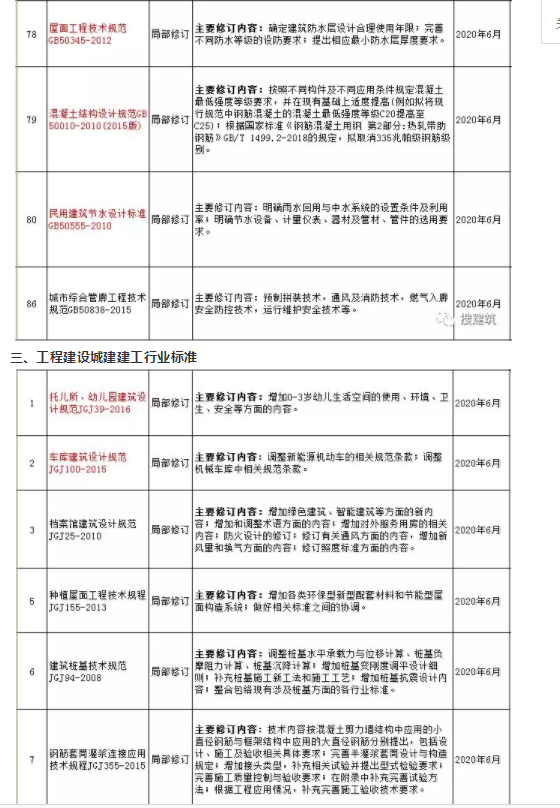 78
屋面工程技术规范
GB50345-2012
局部修订
主要修订内容：确定建筑防水层设计合理使用年限；完善
不同防水等级的设防要求；提出相应最小防水层厚度要求。
2020年6月
79
混凝土结构设计规范GB
50010-2010(2015版)
局部修订
主要修订内容：按照不同构件及不同应用条件规定混凝土
最低强度等级要求，并在现有基础上适度提高(例如拟将现
行规范中钢筋混凝土的混凝土最低强度等级C20提高至
C25)；根据国家标准《钢筋混凝土用钢 第2部分:热轧带肋
钢筋》GB/T 1499.2-2018的规定，拟取消335兆帕级钢筋级
别。
2020年6月
80
民用建筑节水设计标准
GB50555-2010
局部修订
主要修订内容：明确雨水回用与中水系统的设置条件及利用
率；明确节水设备、计量仪表、器材及管材、管件的选用要
求。
2020年6月
86
城市综合管廊工程技术
规范GB50838-2015
局部修订
主要修订内容：预制拼装技术，通风及消防技术，燃气入廊
安全防控技术，运行维护安全技术等。
2020年6月
搜建筑
三、工程建设城建建工行业标准
1
托儿所、幼儿园建筑设
计规范JGJ39-2016
局部修订
主要修订内容：增加0-3岁幼儿生活空间的使用、环境、卫
生、安全等方面的内容。
2020年6月
2
车库建筑设计规范
JGJ100-2015
局部修订
主要修订内容：调整新能源机动车的相关规范条款；调整
机械车库中相关规范条款。
2020年6月
3
档案馆建筑设计规范
JGJ25-2010
局部修订
主要修订内容：增加绿色建筑、智能建筑等方面的新内
容；增加和调整术语方面的内容；增加对外服务用房的相关
内容；防火设计的修订；修订有关通风方面的内容，增加新
风量和换气方面的内容；修订照度标准方面的内容。
2020年6月
5
种植屋面工程技术规程
JGJ155-2013
局部修订
主要修订内容：增加各类环保型新型配套材料和节能型屋
面构造系统；做好相关标准之间的协调。
2020年6月
6
建筑桩基技术规范
JGJ94-2008
局部修订
主要修订内容：调整桩基水平承载力与位移计算、桩基负
摩阻力计算、桩基沉降计算；增加桩基变刚度调平设计细
则；补充桩基施工新工法和施工工艺；增加桩基抗震设计内
容；整合包络现有涉及桩基方面的各行业标准。
2020年6月
7
钢筋套筒灌浆连接应用
技术规程JGJ355-2015
局部修订
主要修订内容：技术内容按混凝土剪力墙结构中应用的小
直径钢筋与框架结构中应用的大直径钢筋分别提出，包括设
计、施工及验收相关具体要求；完善半灌浆套筒设计与构造
规定；增加接头类型，补充相关试验并提出型式检验要求；
完善施工质量控制与验收要求；在附录中补充完善试验方
法；根据工程应用情况，补充完善施工验收技术要求。
2020年6月